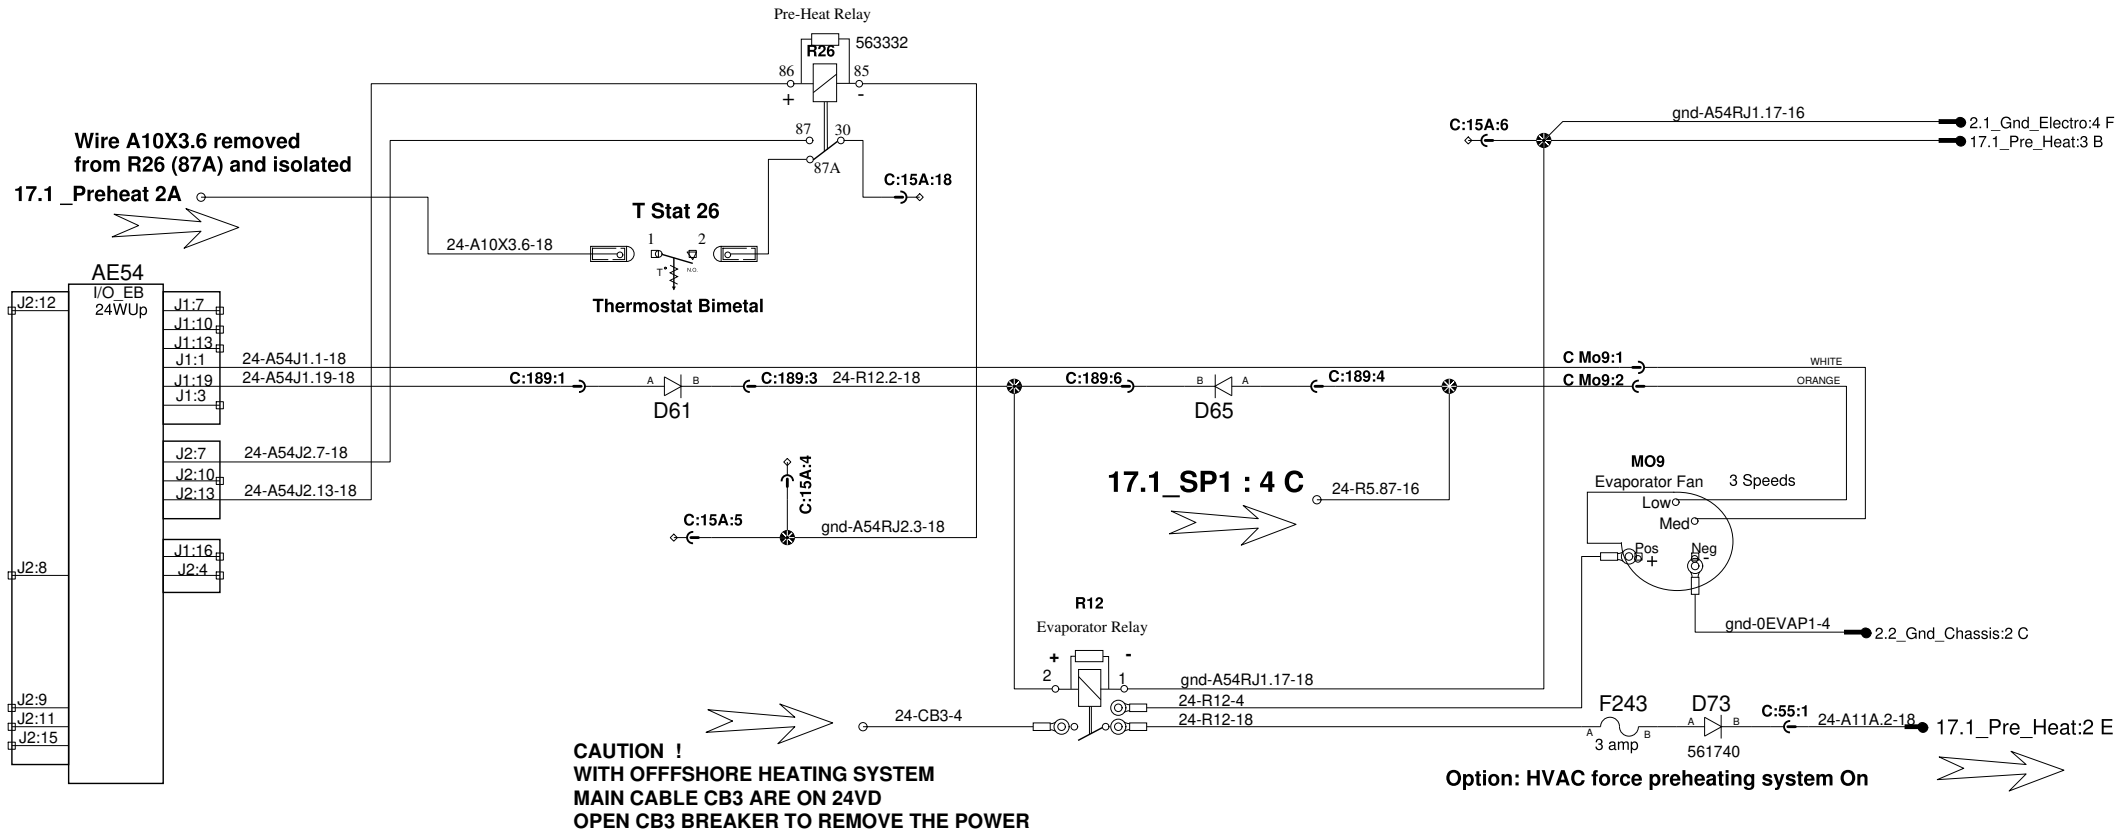 Pre-Heat Relay
R26
563332
86
85
+
-
87
30
87A
C:15A:18
Wire A10X3.6 removed
from R26 (87A) and isolated
17.1 _Preheat 2A
24-A10X3.6-18
T Stat 26
1
2
T°
N.O.
Thermostat Bimetal
C:15A:6
gnd-A54RJ1.17-16
2.1_Gnd_Electro:4 F
17.1_Pre_Heat:3 B
AE54
I/O_EB
24WUp
J2:12
J1:7
J1:10
J1:13
J1:1
J1:19
J1:3
J2:7
J2:10
J2:13
J1:16
J2:4
J2:8
J2:9
J2:11
J2:15
24-A54J1.1-18
24-A54J1.19-18
24-A54J2.7-18
24-A54J2.13-18
C:189:1
A
B
D61
C:189:3
24-R12.2-18
C:189:6
B
A
D65
C:189:4
C Mo9:1
C Mo9:2
WHITE
ORANGE
C:15A:4
C:15A:5
gnd-A54RJ2.3-18
17.1_SP1 : 4 C
24-R5.87-16
MO9
Evaporator Fan
3 Speeds
Low
Med
Pos
+
Neg
-
gnd-0EVAP1-4
2.2_Gnd_Chassis:2 C
R12
Evaporator Relay
+
-
2
1
gnd-A54RJ1.17-18
24-R12-4
24-R12-18
24-CB3-4
F243
A
B
3 amp
D73
A
B
561740
C:55:1
24-A11A.2-18
17.1_Pre_Heat:2 E
Option: HVAC force preheating system On
CAUTION !
WITH OFFFSHORE HEATING SYSTEM
MAIN CABLE CB3 ARE ON 24VD
OPEN CB3 BREAKER TO REMOVE THE POWER